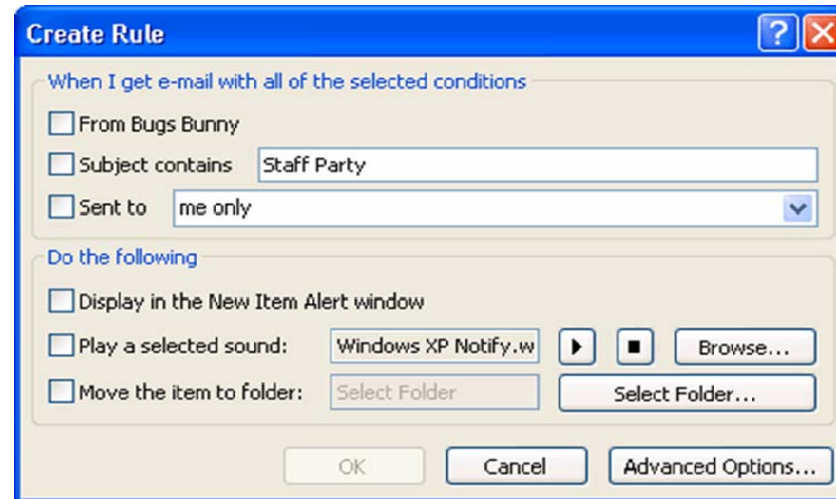 Create Rule
When I get e-mail with all of the selected conditions
From Bugs Bunny
Subject contains Staff Party
Sent to me only
Do the following
Display in the New Item Alert window
Play a selected sound: Windows XP Notify.w Browse...
Move the item to folder: Select Folder Select Folder...
OK Cancel Advanced Options...